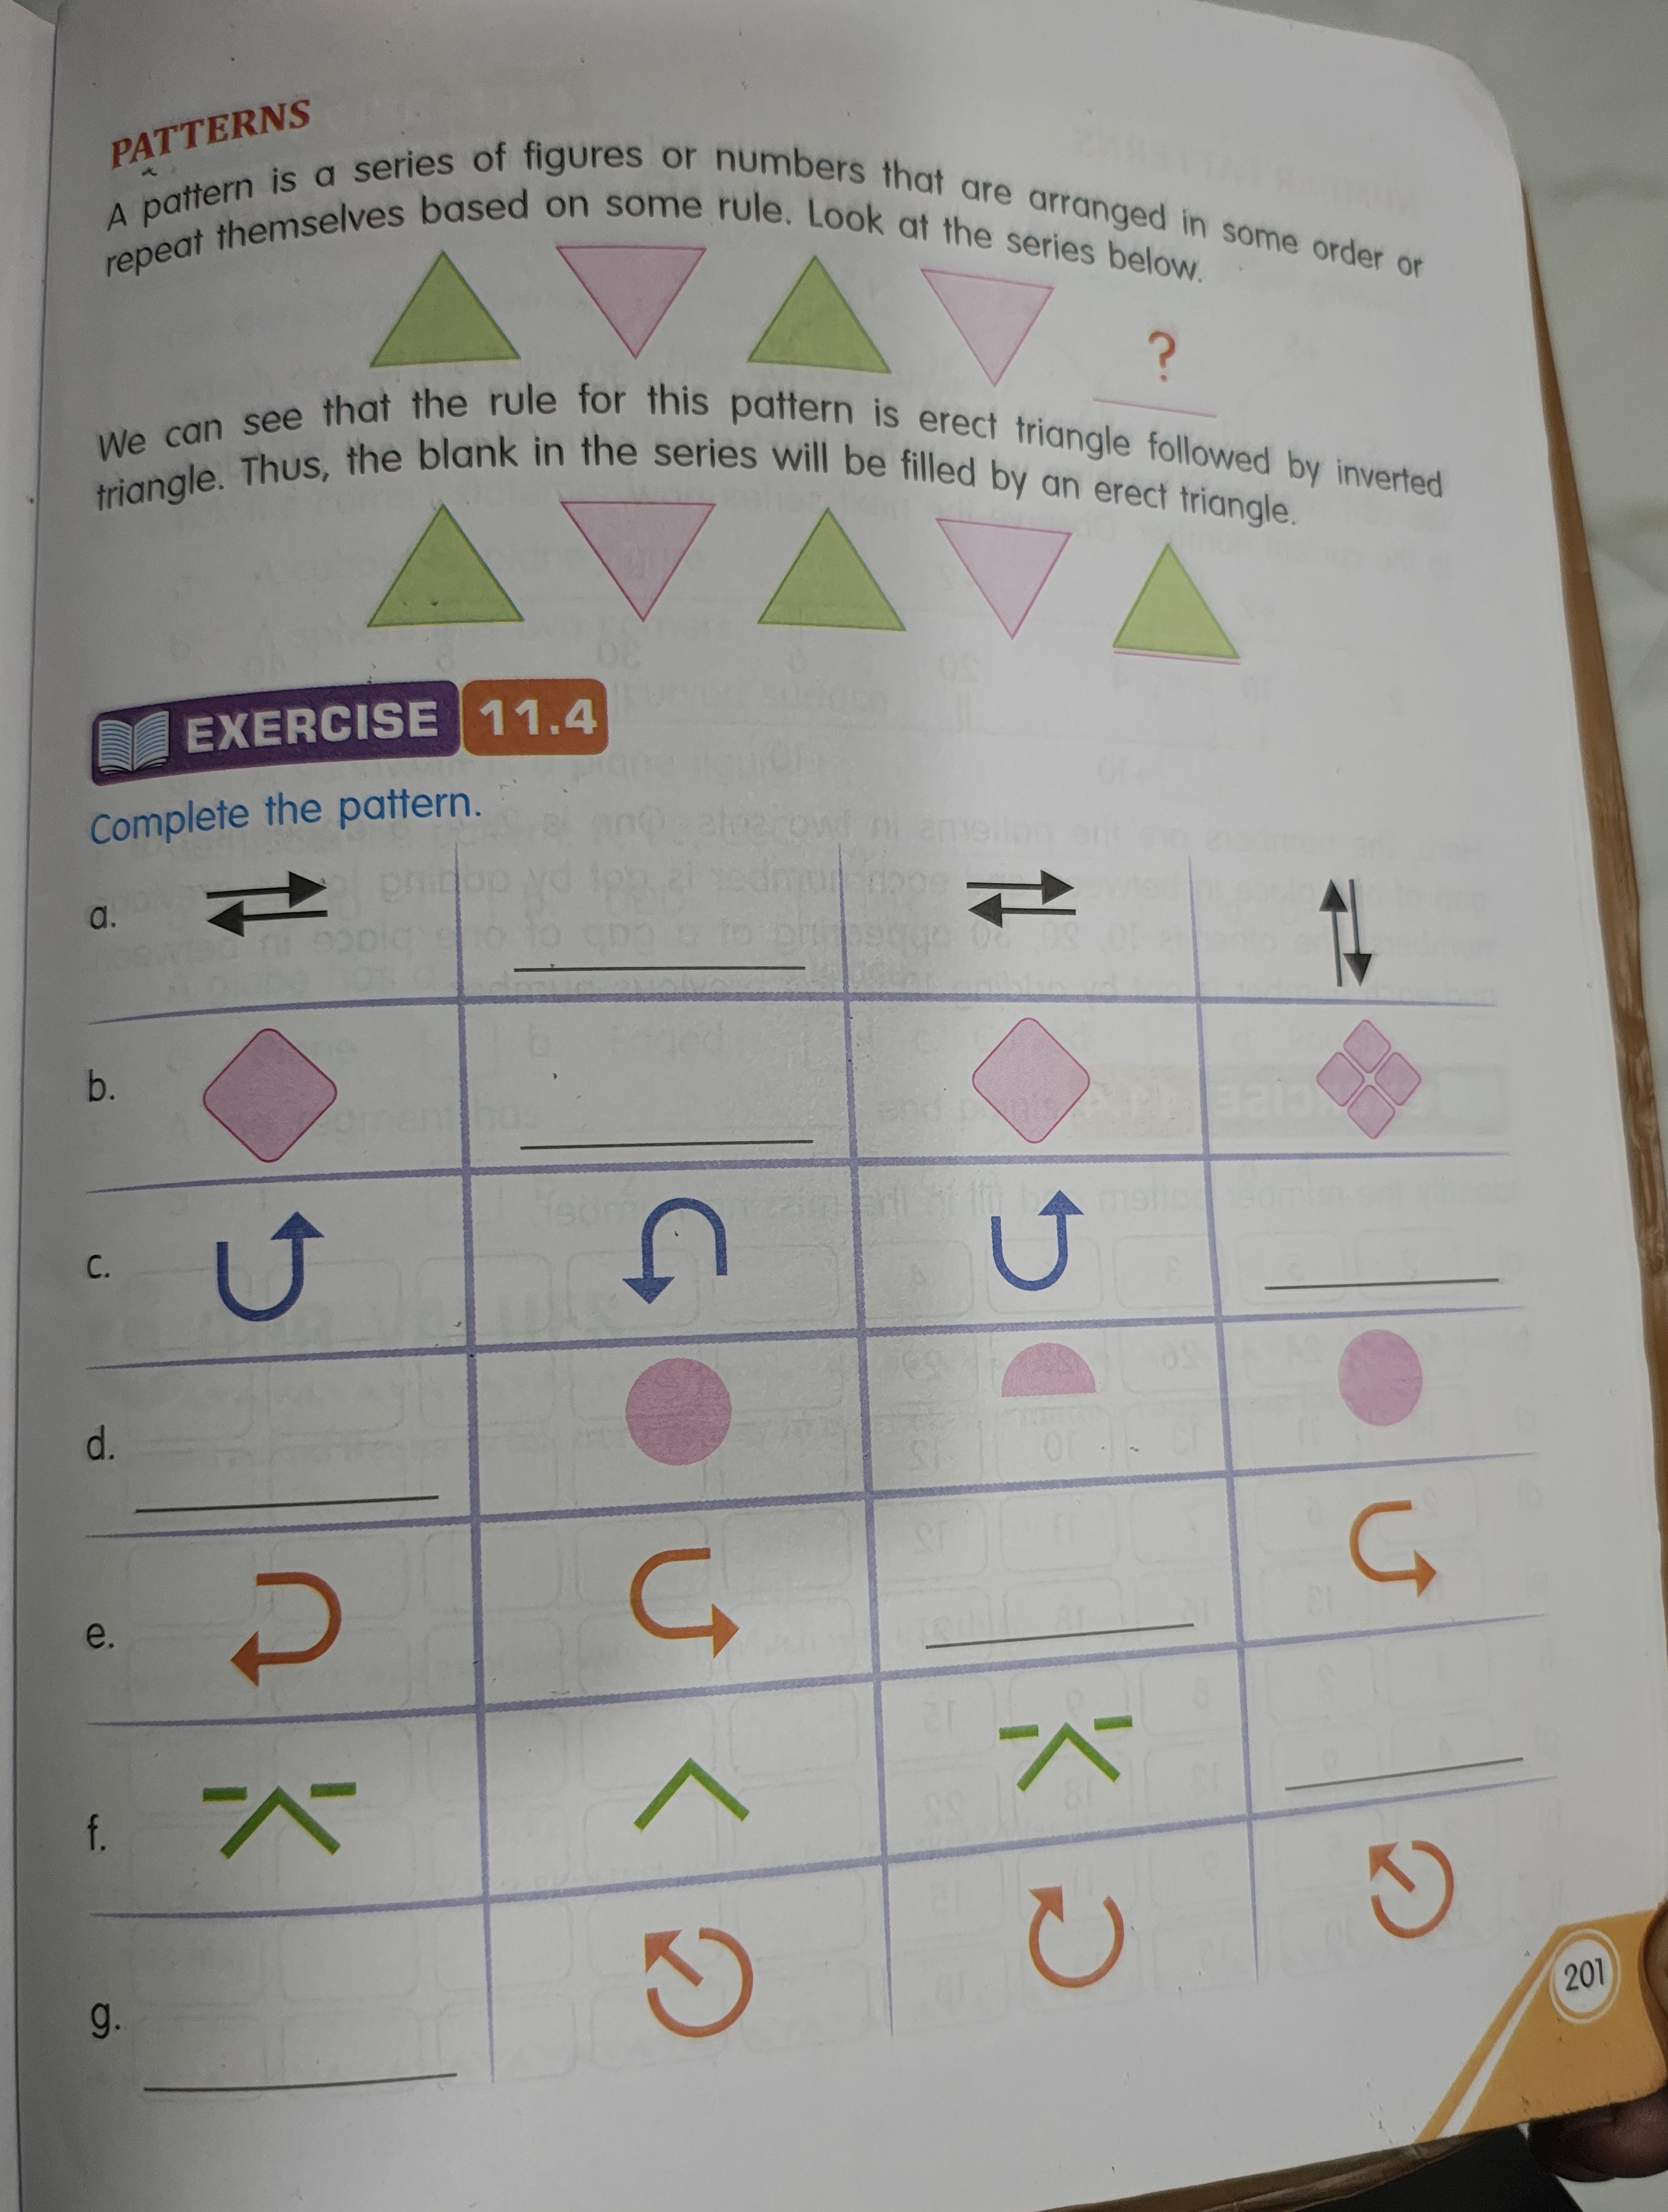 PATTERNS
A pattern is a series of figures or numbers that are arranged in some order or
repeat themselves based on some rule. Look at the series below.
?
We can see that the rule for this pattern is erect triangle followed by inverted
triangle. Thus, the blank in the series will be filled by an erect triangle.
EXERCISE 11.4
Complete the pattern.
a.
b.
c.
d.
e.
f.
g.
201